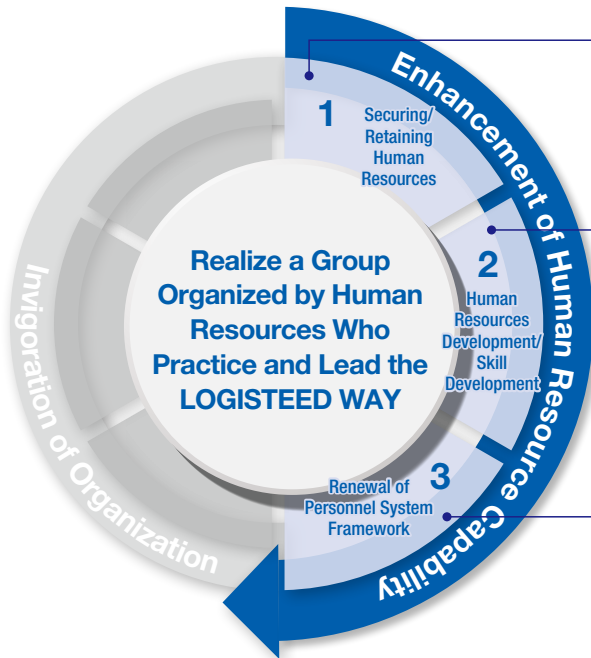 Enhancement of Human Resource Capability
1
Securing/
Retaining
Human
Resources
2
Human
Resources
Development/
Skill
Development
3
Renewal of
Personnel System
Framework
Realize a Group
Organized by Human
Resources Who
Practice and Lead the
LOGISTEED WAY
Invigoration of Organization